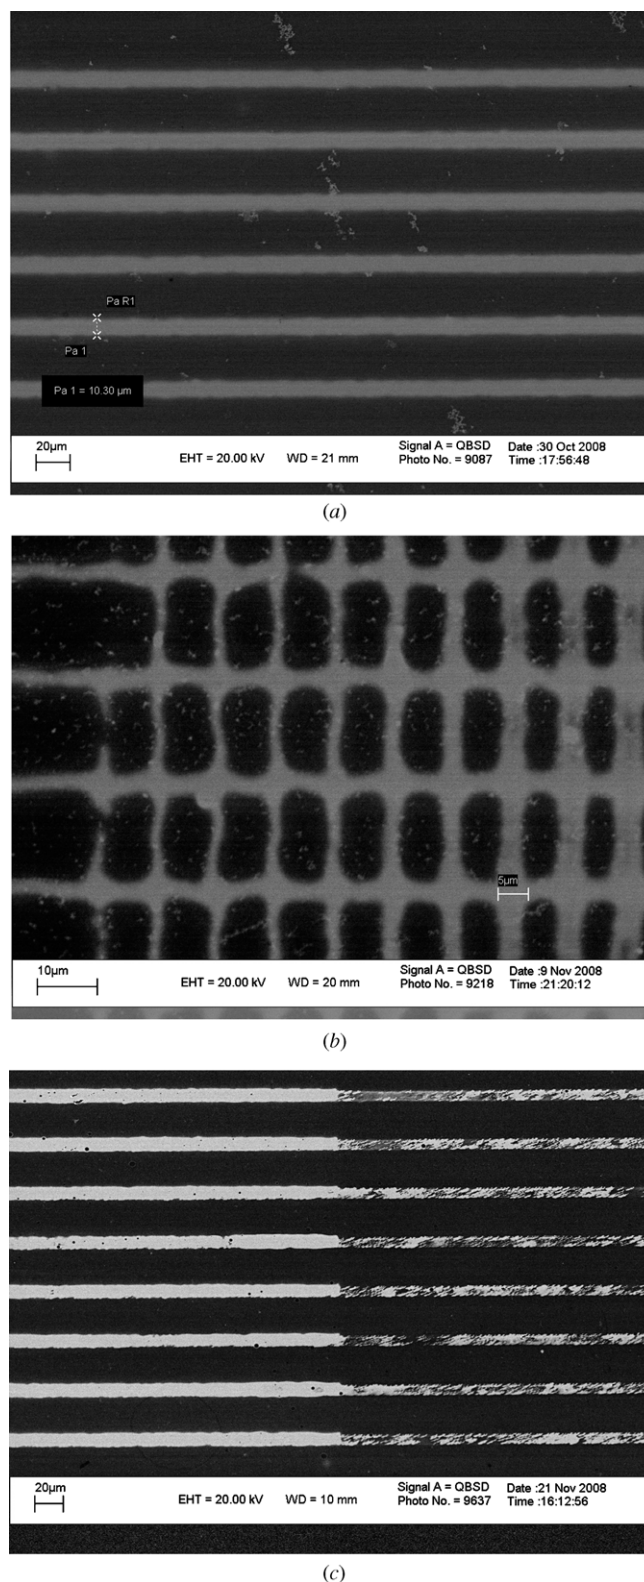 Pa R1
Pa 1
Pa 1 = 10.30 µm
20µm
EHT = 20.00 kV WD = 21 mm Signal A = QBSD Date :30 Oct 2008
Photo No. = 9087 Time :17:56:48
(a)
5µm
10µm
EHT = 20.00 kV WD = 20 mm Signal A = QBSD Date :9 Nov 2008
Photo No. = 9218 Time :21:20:12
(b)
20µm
EHT = 20.00 kV WD = 10 mm Signal A = QBSD Date :21 Nov 2008
Photo No. = 9637 Time :16:12:56
(c)